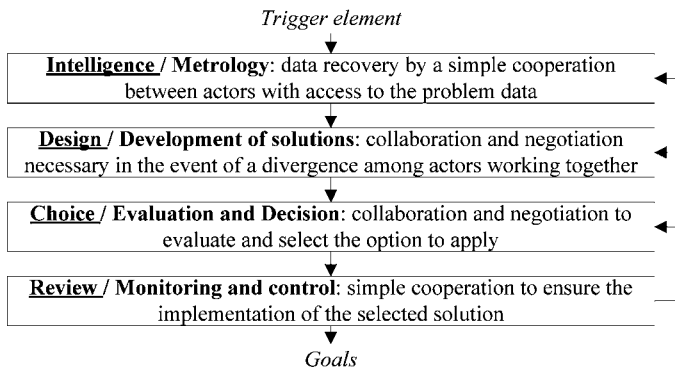 Trigger element
Intelligence / Metrology: data recovery by a simple cooperation
between actors with access to the problem data
Design / Development of solutions: collaboration and negotiation
necessary in the event of a divergence among actors working together
Choice / Evaluation and Decision: collaboration and negotiation to
evaluate and select the option to apply
Review / Monitoring and control: simple cooperation to ensure the
implementation of the selected solution
Goals